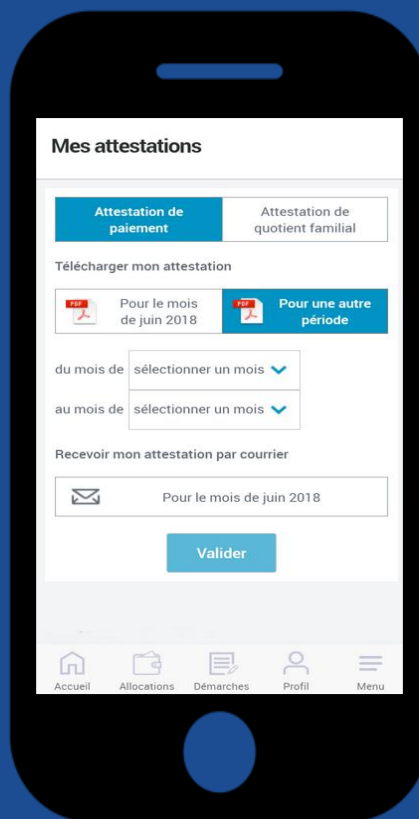 Mes attestations
Attestation de
paiement
Attestation de
quotient familial
Télécharger mon attestation
PDF
Pour le mois
de juin 2018
PDF
Pour une autre
période
du mois de
sélectionner un mois
au mois de
sélectionner un mois
Recevoir mon attestation par courrier
Pour le mois de juin 2018
Valider
Accueil
Allocations
Démarches
Profil
Menu